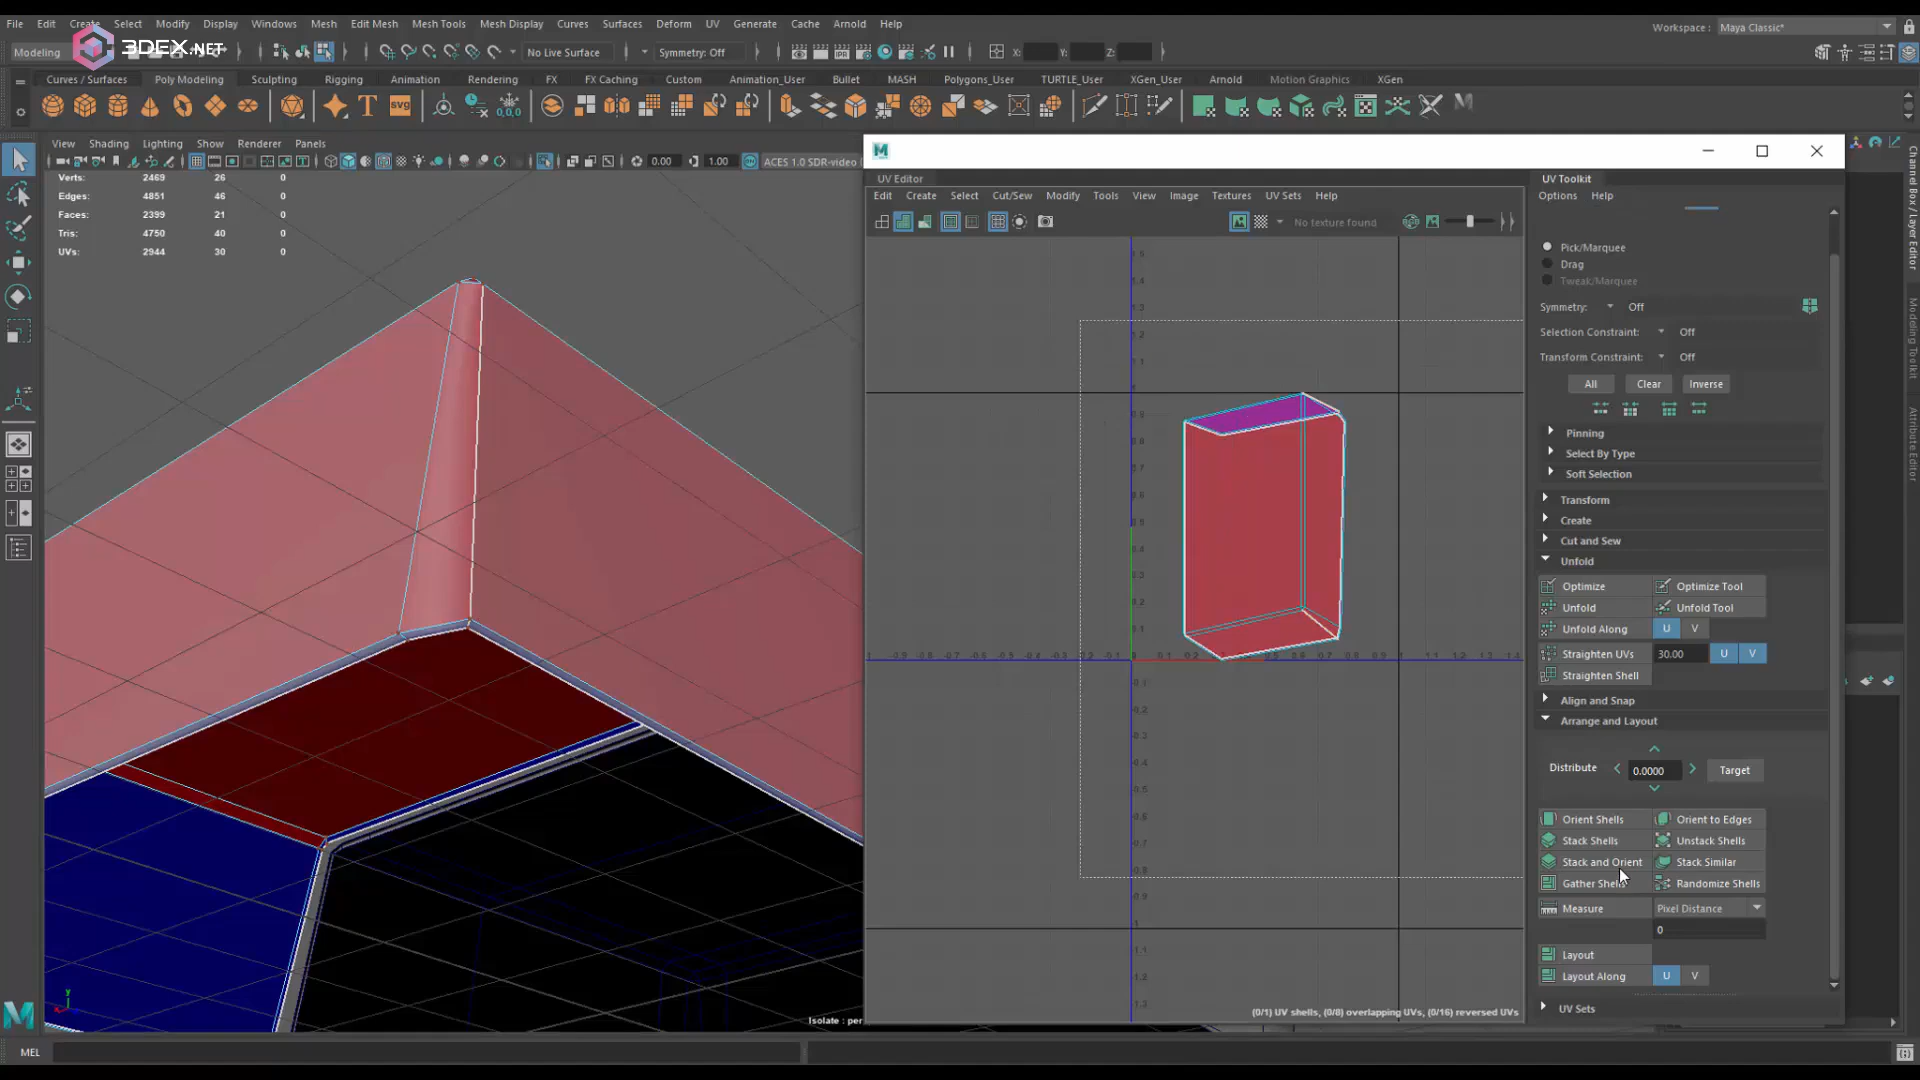 File Edit Create Select Modify Display Windows Mesh Edit Mesh Mesh Tools Mesh Display Curves Surfaces Deform UV Generate Cache Arnold Help
Workspace : Maya Classic*
3DEX.NET
Modeling
No Live Surface
Symmetry: Off
X: Y: Z:
Curves / Surfaces Poly Modeling Sculpting Rigging Animation Rendering FX FX Caching Custom Animation_User Bullet MASH Polygons_User TURTLE_User XGen_User Arnold Motion Graphics XGen
View Shading Lighting Show Renderer Panels
0.00 1.00 ACES 1.0 SDR-video
Verts: 2469 26 0
Edges: 4851 46 0
Faces: 2399 21 0
Tris: 4750 40 0
UVs: 2944 30 0
UV Editor
Edit Create Select Cut/Sew Modify Tools View Image Textures UV Sets Help
No texture found
UV Toolkit
Options Help
Pick/Marquee
Drag
Tweak/Marquee
Symmetry: Off
Selection Constraint: Off
Transform Constraint: Off
All Clear Inverse
Pinning
Select By Type
Soft Selection
Transform
Create
Cut and Sew
Unfold
Optimize Optimize Tool
Unfold Unfold Tool
Unfold Along U V
Straighten UVs 30.00 U V
Straighten Shell
Align and Snap
Arrange and Layout
Distribute 0.0000 Target
Orient Shells Orient to Edges
Stack Shells Unstack Shells
Stack and Orient Stack Similar
Gather Shells Randomize Shells
Measure Pixel Distance
0
Layout
Layout Along U V
UV Sets
(0/1) UV shells, (0/8) overlapping UVs, (0/16) reversed UVs
Isolate : per
Channel Box / Layer Editor
Modeling Toolkit
Attribute Editor
MEL